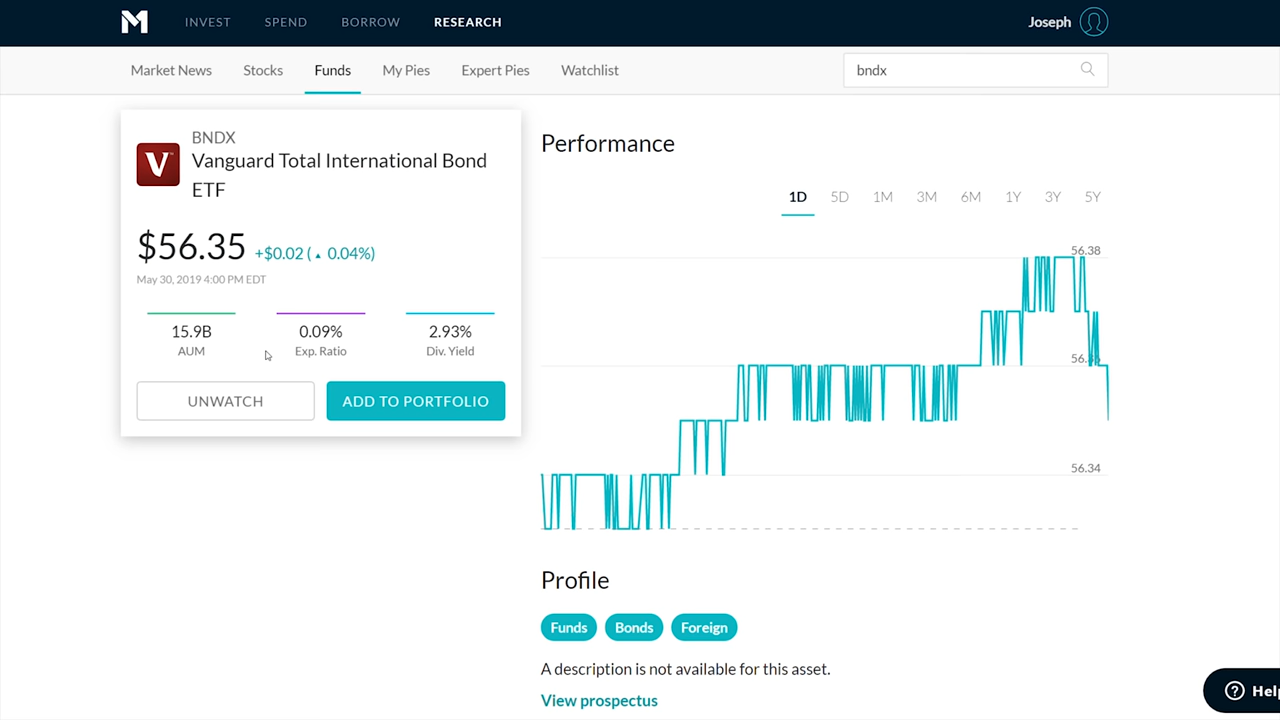 M INVEST SPEND BORROW RESEARCH Joseph
Market News Stocks Funds My Pies Expert Pies Watchlist bndx
BNDX
Vanguard Total International Bond
ETF
V
$56.35 +$0.02 (▲ 0.04%)
May 30, 2019 4:00 PM EDT
15.9B 0.09% 2.93%
AUM Exp. Ratio Div. Yield
UNWATCH ADD TO PORTFOLIO
Performance
1D 5D 1M 3M 6M 1Y 3Y 5Y
56.38
56.34
Profile
Funds Bonds Foreign
A description is not available for this asset.
View prospectus
Help